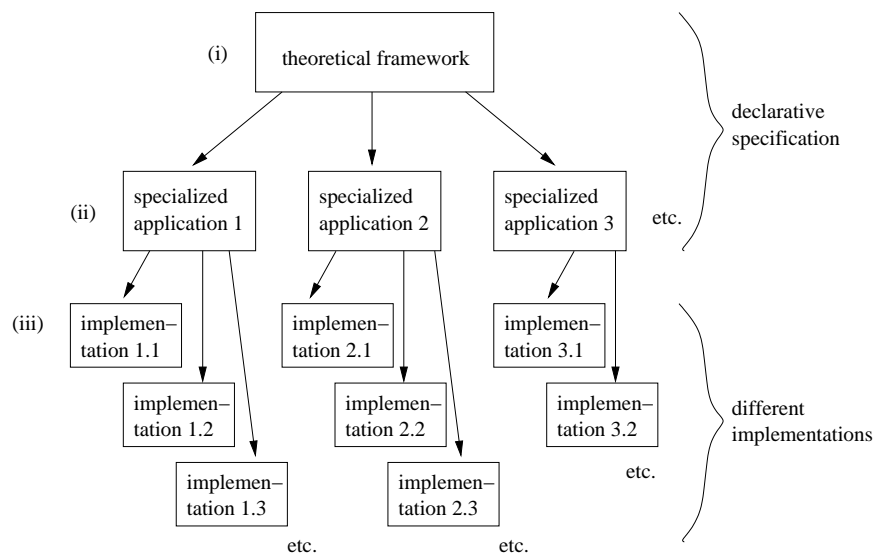 (i)
theoretical framework
declarative
specification
(ii)
specialized
application 1
specialized
application 2
specialized
application 3
etc.
(iii)
implemen–
tation 1.1
implemen–
tation 2.1
implemen–
tation 3.1
implemen–
tation 1.2
implemen–
tation 2.2
implemen–
tation 3.2
different
implementations
implemen–
tation 1.3
implemen–
tation 2.3
etc.
etc.
etc.